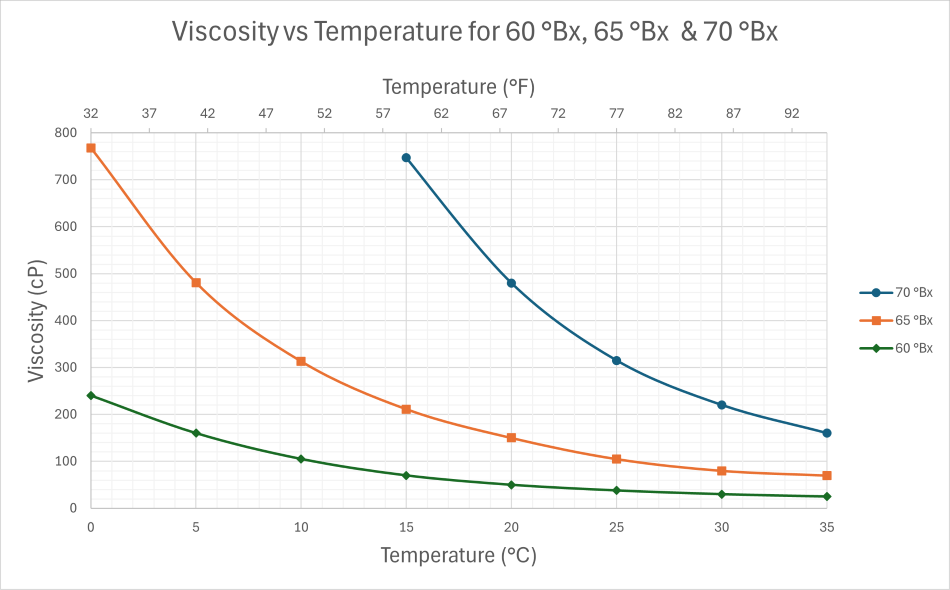 Viscosity vs Temperature for 60 °Bx, 65 °Bx & 70 °Bx
Temperature (°F)
32 37 42 47 52 57 62 67 72 77 82 87 92
800
700
600
500
400
300
200
100
0
Viscosity (cP)
0 5 10 15 20 25 30 35
Temperature (°C)
70 °Bx
65 °Bx
60 °Bx